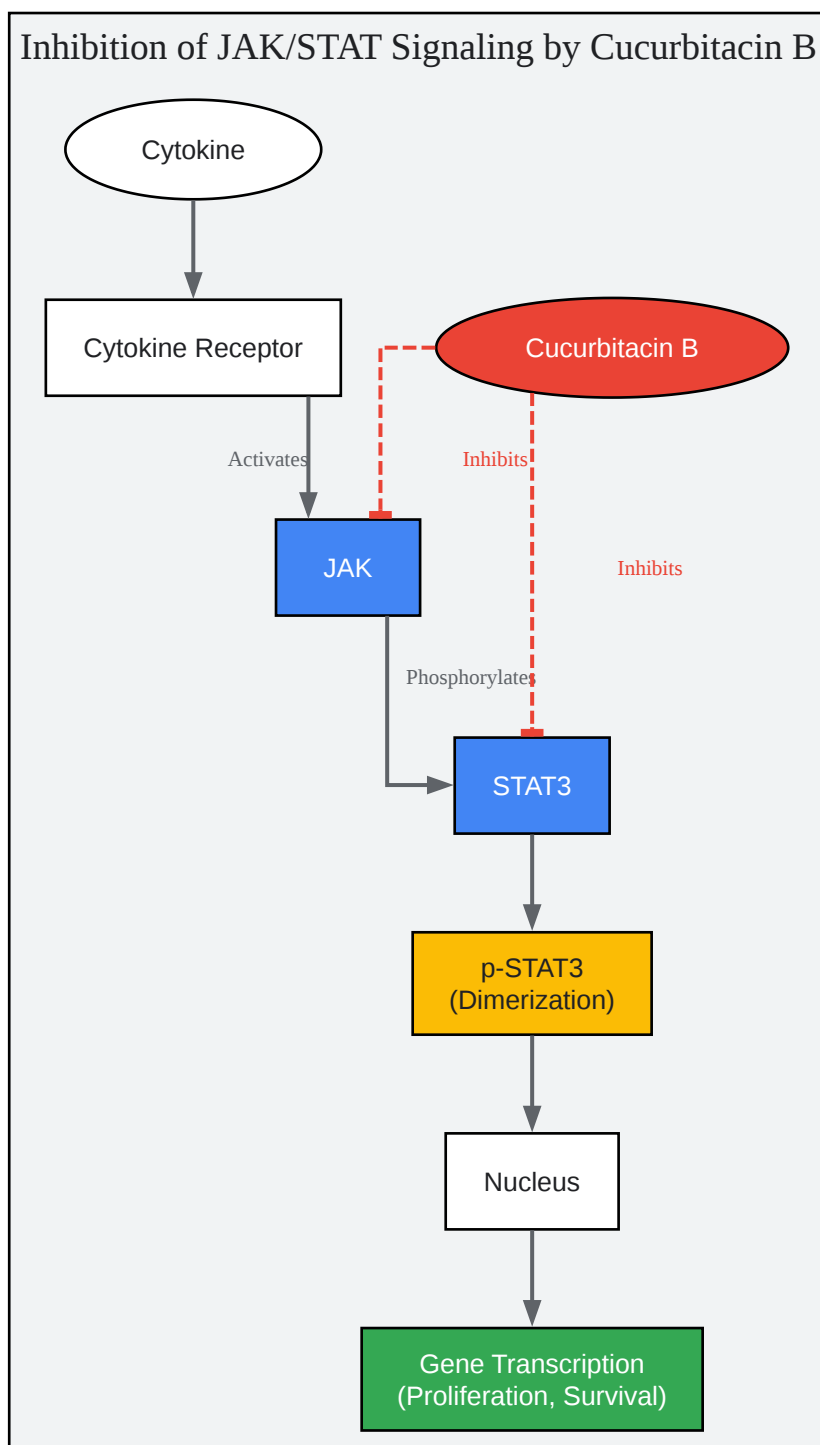 Inhibition of JAK/STAT Signaling by Cucurbitacin B
Cytokine
Cytokine Receptor
Cucurbitacin B
Activates
Inhibits
JAK
Inhibits
Phosphorylates
STAT3
p-STAT3
(Dimerization)
Nucleus
Gene Transcription
(Proliferation, Survival)